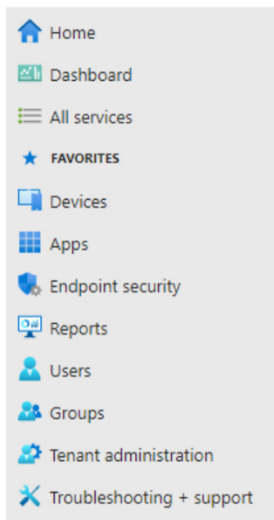 Home
Dashboard
All services
FAVORITES
Devices
Apps
Endpoint security
Reports
Users
Groups
Tenant administration
Troubleshooting + support